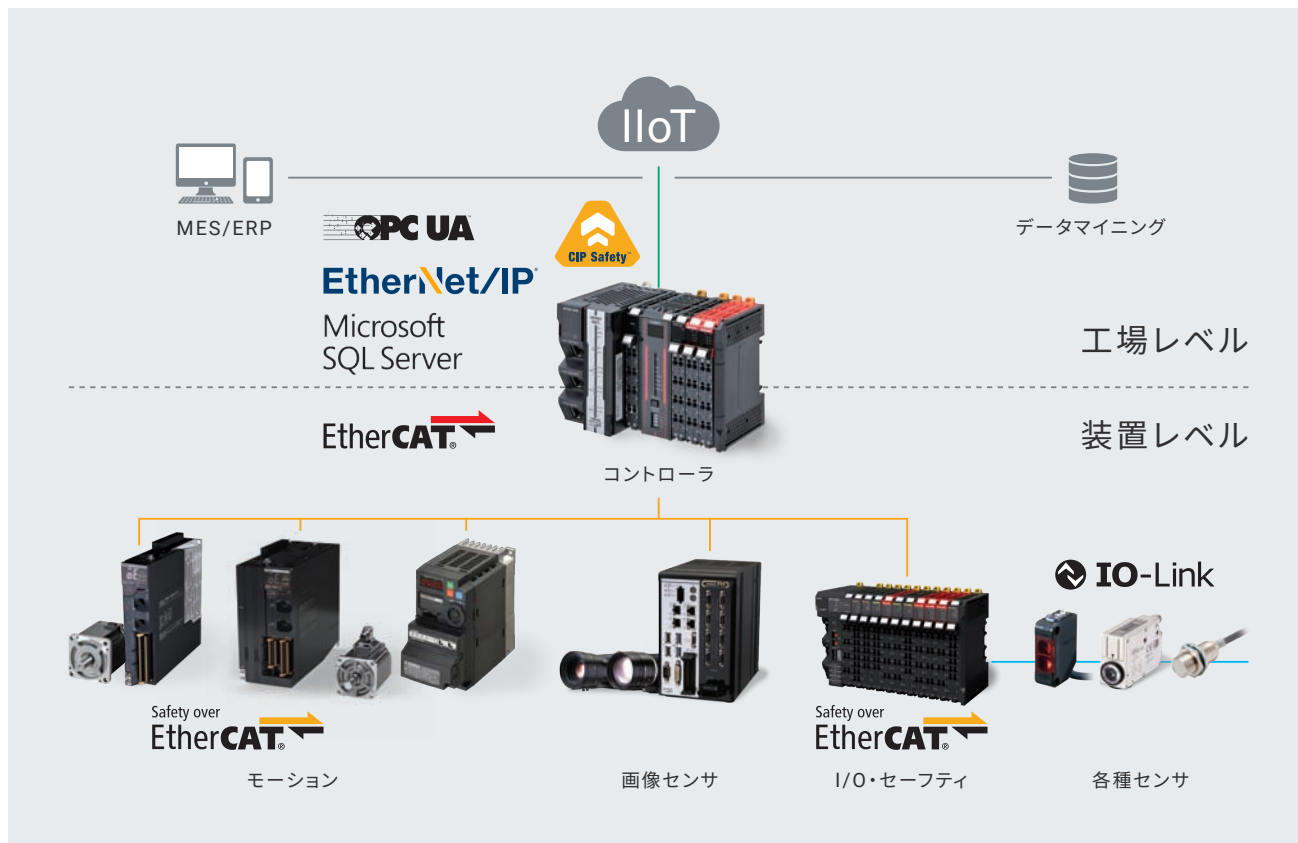 IIoT
MES/ERP
データマイニング
OPC UA™
CIP Safety™
EtherNet/IP®
Microsoft
SQL Server
工場レベル
EtherCAT®
装置レベル
コントローラ
IO-Link
Safety over
EtherCAT®
Safety over
EtherCAT®
モーション
画像センサ
I/O・セーフティ
各種センサ